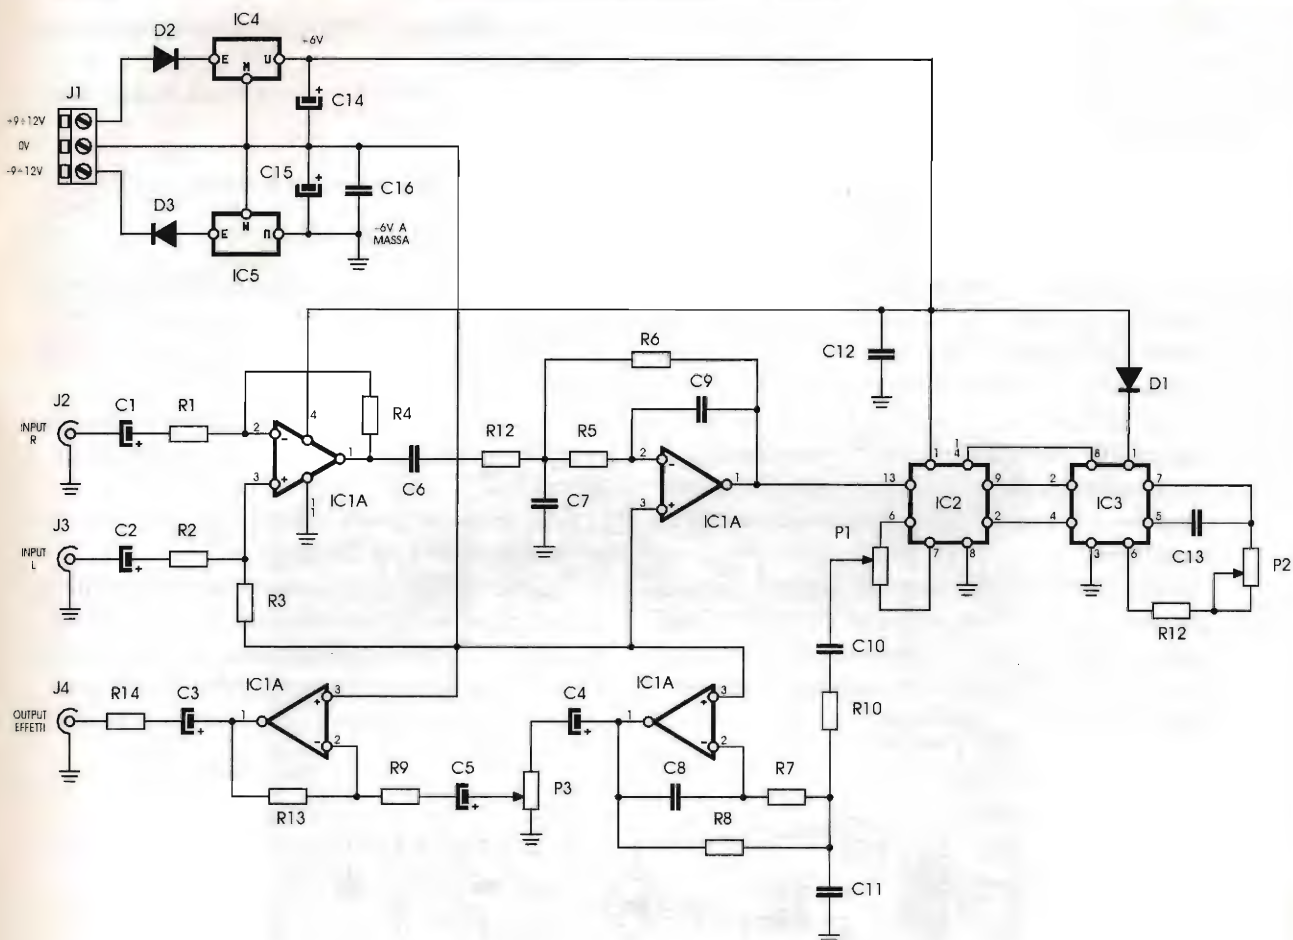 D2
IC4
+6V
E
M
U
J1
C14
+9÷12V
0V
-9÷12V
C15
C16
D3
E
M
U
-6V A
MASSA
IC5
R6
C12
C9
D1
J2
C1
R1
INPUT
R
2
4
R4
R12
R5
2
1
1
4
8
1
3
1
IC1A
C6
C7
3
1
IC1A
13
IC2
9
2
IC3
7
J3
C2
R2
INPUT
L
6
2
4
5
P1
7
8
3
6
C13
P2
R3
R12
C10
J4
R14
C3
IC1A
3
C4
IC1A
3
R10
OUTPUT
EFFETTI
1
1
2
2
R9
C5
P3
C8
R7
R13
R8
C11